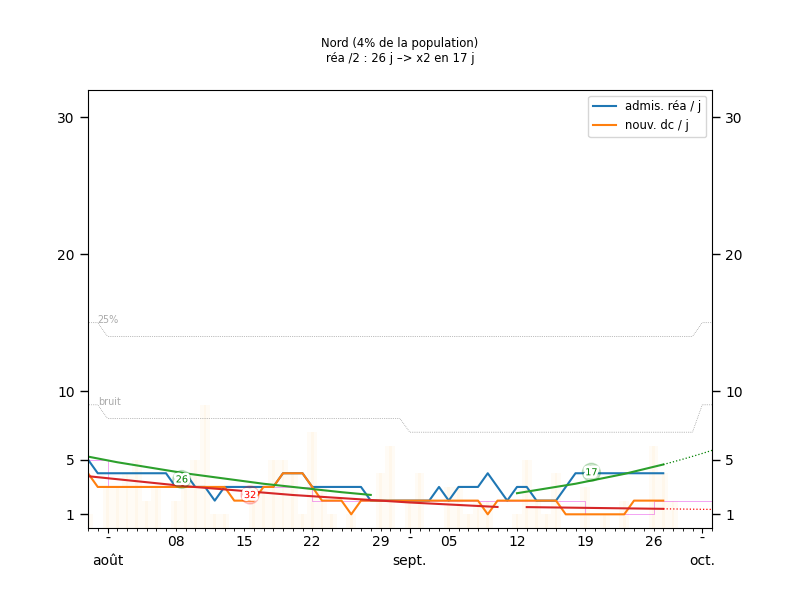 Nord (4% de la population)
réa /2 : 26 j –> x2 en 17 j
admis. réa / j
nouv. dc / j
30 30
20 20
25%
10 10
bruit
5 5
26 32 17
1 1
- 08 15 22 29 - 05 12 19 26 -
août sept. oct.